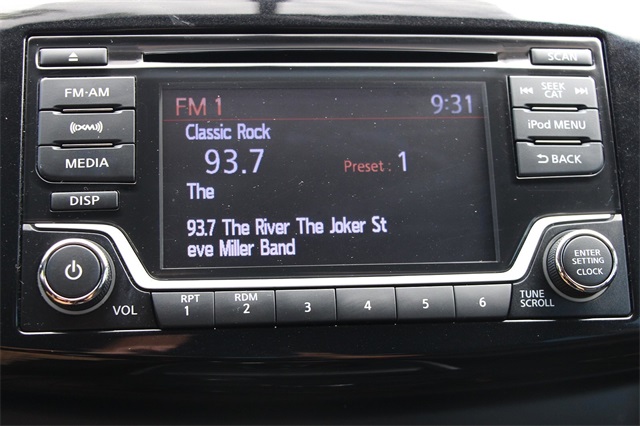 SCAN
FM·AM
SEEK
CAT
((XM))
iPod MENU
MEDIA
BACK
DISP
FM 1
9:31
Classic Rock
93.7
Preset : 1
The
93.7 The River The Joker St
eve Miller Band
VOL
RPT
1
RDM
2
3
4
5
6
TUNE
SCROLL
ENTER
SETTING
CLOCK